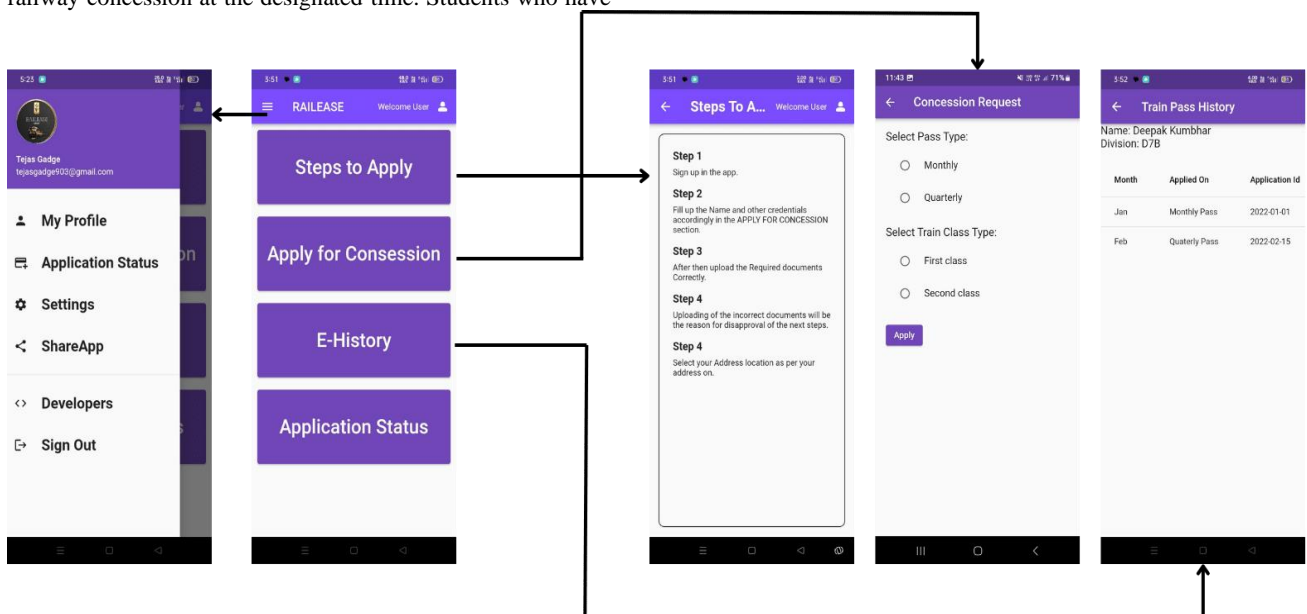 railway concession at the designated time. Students who have
5:23
Tejas Gadge
tejasgadge903@gmail.com
My Profile
Application Status
Settings
ShareApp
Developers
Sign Out
3:51
RAILEASE Welcome User
Steps to Apply
Apply for Consession
E-History
Application Status
3:51
Steps To A... Welcome User
Step 1
Sign up in the app.
Step 2
Fill up the Name and other credentials
accordingly in the APPLY FOR CONCESSION
section.
Step 3
After then upload the Required documents
Correctly.
Step 4
Uploading of the incorrect documents will be
the reason for disapproval of the next steps.
Step 4
Select your Address location as per your
address on.
11:43 71%
Concession Request
Select Pass Type:
Monthly
Quarterly
Select Train Class Type:
First class
Second class
Apply
3:52
Train Pass History
Name: Deepak Kumbhar
Division: D7B
Month Applied On Application Id
Jan Monthly Pass 2022-01-01
Feb Quaterly Pass 2022-02-15